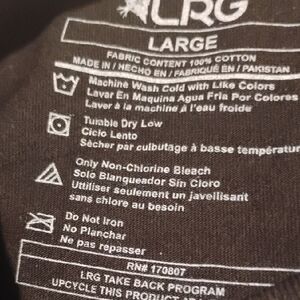 LRG
LARGE
FABRIC CONTENT 100% COTTON
MADE IN / HECHO EN / FABRIQUÉ EN / PAKISTAN
Machine Wash Cold with Like Colors
Lavar En Maquina Agua Fria Por Colores
Laver à la machine à l'eau froide
Tumble Dry Low
Ciclo Lento
Sécher par culbutage à basse température
Only Non-Chlorine Bleach
Solo Blanqueador Sin Cloro
Uttiliser seulement un javellisant
sans chlore au besoin
Do Not Iron
No Planchar
Ne pas repasser
RN# 170807
LRG TAKE BACK PROGRAM
UPCYCLE THIS PRODUCT